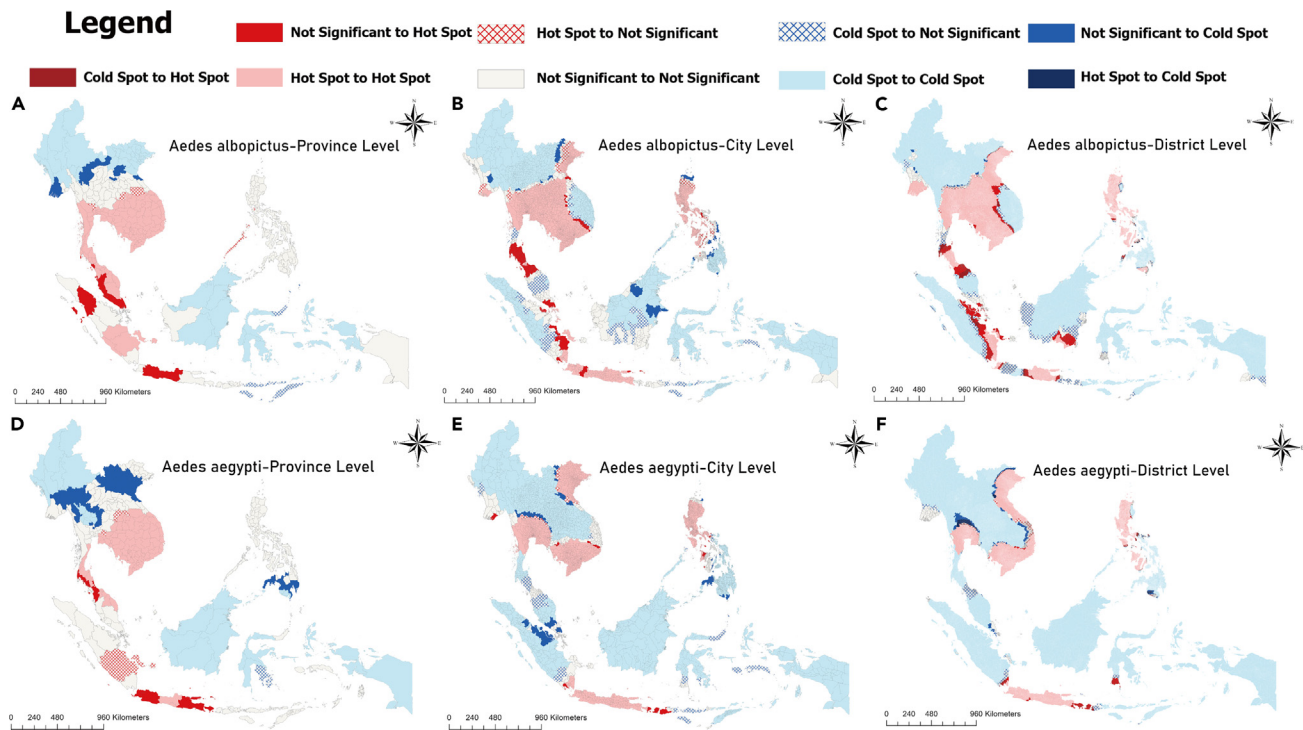 Legend
Not Significant to Hot Spot
Hot Spot to Not Significant
Cold Spot to Not Significant
Not Significant to Cold Spot
Cold Spot to Hot Spot
Hot Spot to Hot Spot
Not Significant to Not Significant
Cold Spot to Cold Spot
Hot Spot to Cold Spot
A
Aedes albopictus-Province Level
N
W E
S
0 240 480 960 Kilometers
B
Aedes albopictus-City Level
N
W E
S
0 240 480 960 Kilometers
C
Aedes albopictus-District Level
N
W E
S
0 240 480 960 Kilometers
D
Aedes aegypti-Province Level
N
W E
S
0 240 480 960 Kilometers
E
Aedes aegypti-City Level
N
W E
S
0 240 480 960 Kilometers
F
Aedes aegypti-District Level
N
W E
S
0 240 480 960 Kilometers